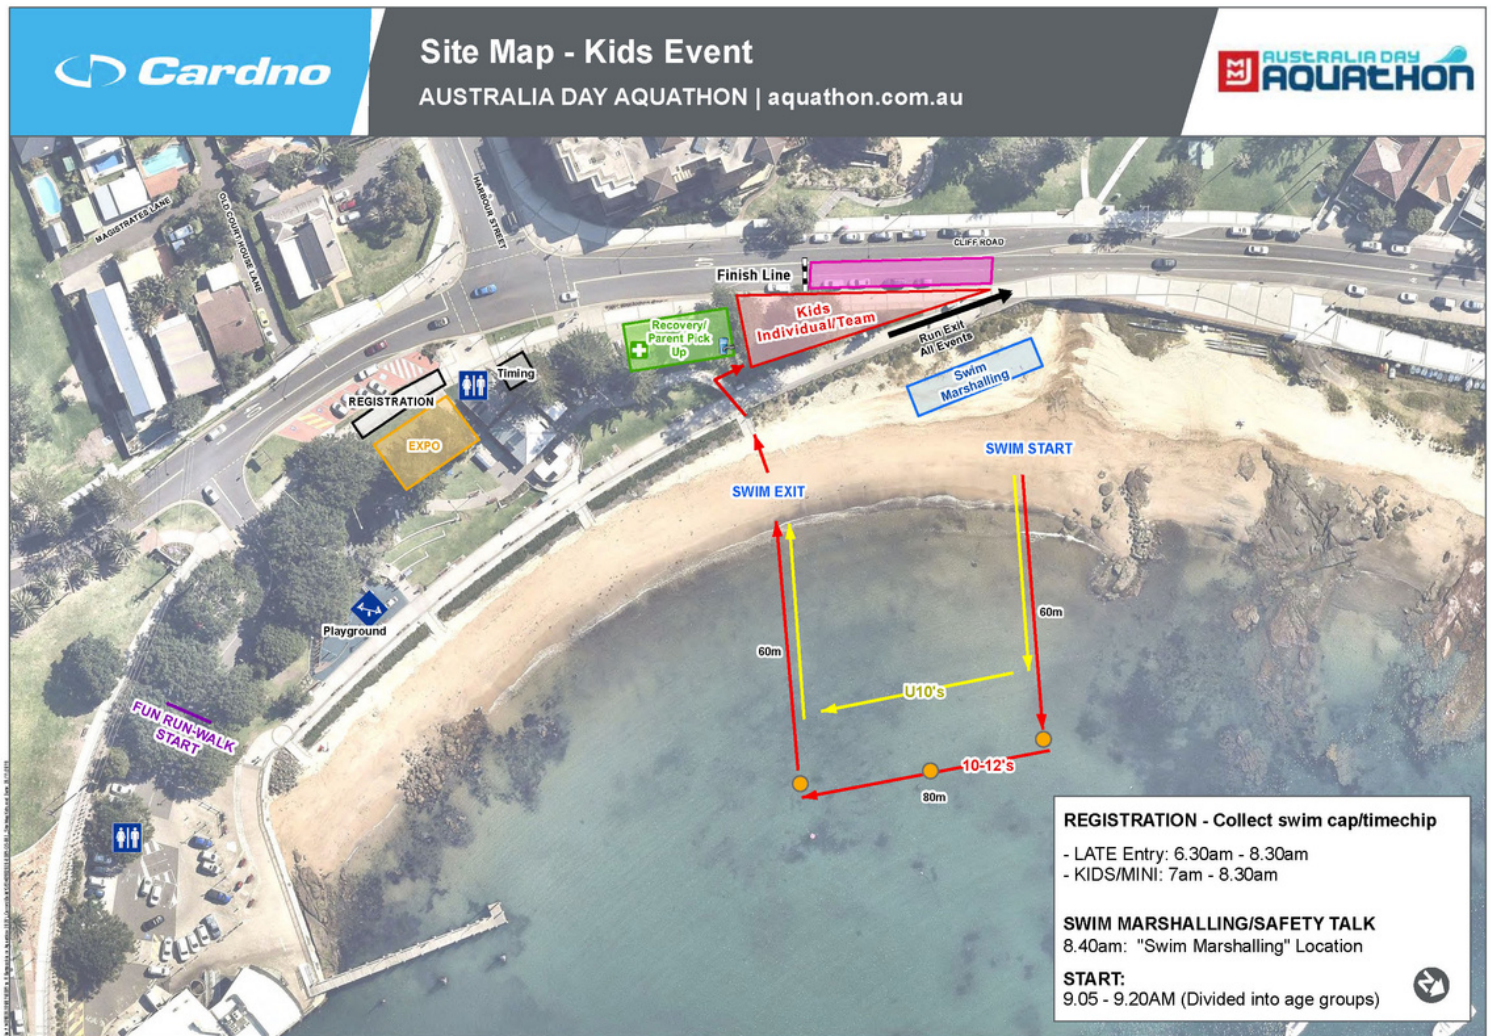 Cardno
Site Map - Kids Event
AUSTRALIA DAY AQUATHON | aquathon.com.au
AUSTRALIA DAY
AQUATHON
MAGISTRATES LANE
OLD COURT HOUSE LANE
HARBOUR STREET
CLIFF ROAD
Finish Line
Kids
Individual/Team
Recovery/
Parent Pick
Up
Run Exit
All Events
Timing
REGISTRATION
EXPO
Swim
Marshalling
SWIM START
SWIM EXIT
60m
60m
Playground
U10's
FUN RUN-WALK
START
10-12's
80m
REGISTRATION - Collect swim cap/timechip
- LATE Entry: 6.30am - 8.30am
- KIDS/MINI: 7am - 8.30am
SWIM MARSHALLING/SAFETY TALK
8.40am: "Swim Marshalling" Location
START:
9.05 - 9.20AM (Divided into age groups)